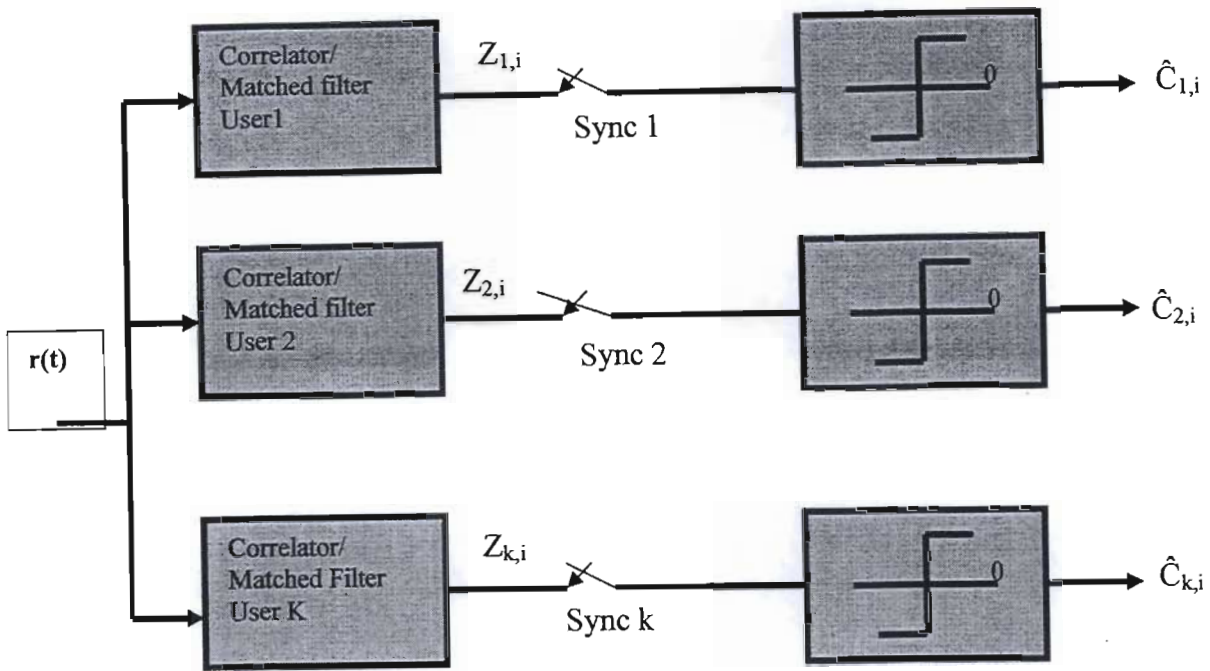 Correlator/
Matched filter
User1
Z1,i
Sync 1
0
Ĉ1,i
Correlator/
Matched filter
User 2
Z2,i
Sync 2
0
Ĉ2,i
r(t)
Correlator/
Matched Filter
User K
Zk,i
Sync k
0
Ĉk,i